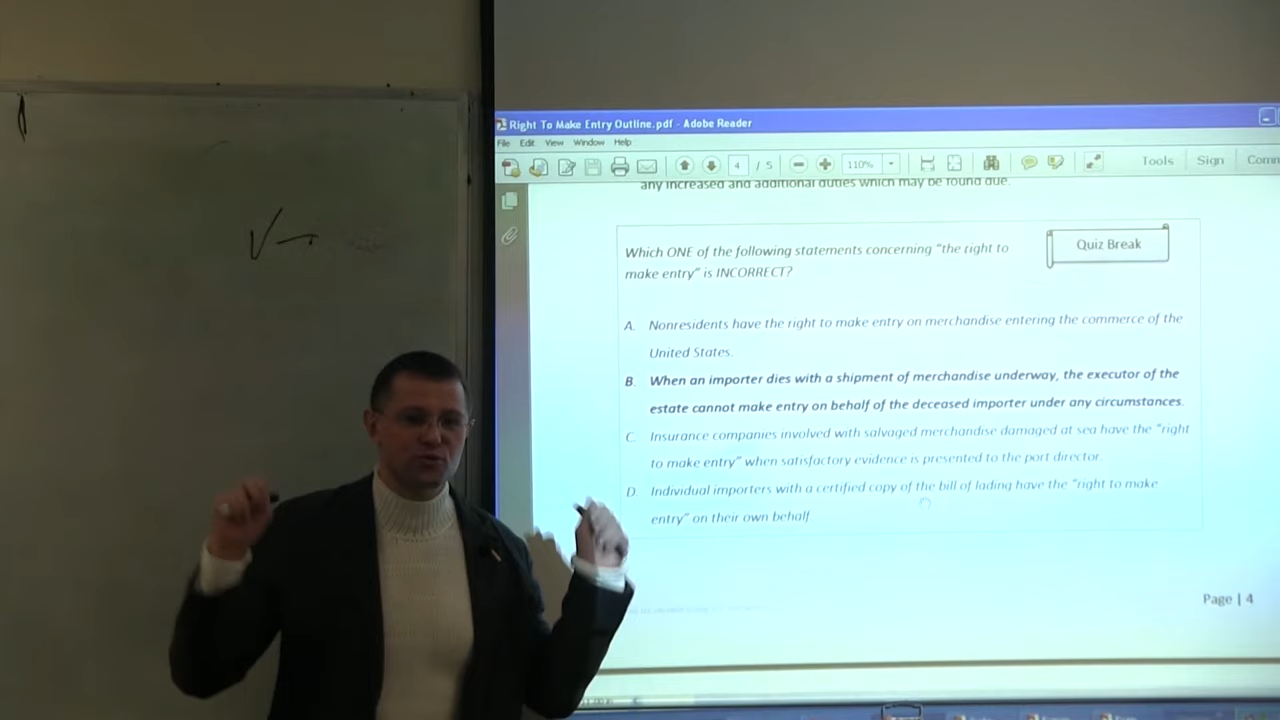 Right To Make Entry Outline.pdf - Adobe Reader
File Edit View Window Help
4 / 5 110% Tools Sign Comm
any increased and additional duties which may be found due.
Which ONE of the following statements concerning "the right to
make entry" is INCORRECT?
Quiz Break
A. Nonresidents have the right to make entry on merchandise entering the commerce of the
United States.
B. When an importer dies with a shipment of merchandise underway, the executor of the
estate cannot make entry on behalf of the deceased importer under any circumstances.
C. Insurance companies involved with salvaged merchandise damaged at sea have the "right
to make entry" when satisfactory evidence is presented to the port director.
D. Individual importers with a certified copy of the bill of lading have the "right to make
entry" on their own behalf.
Page | 4